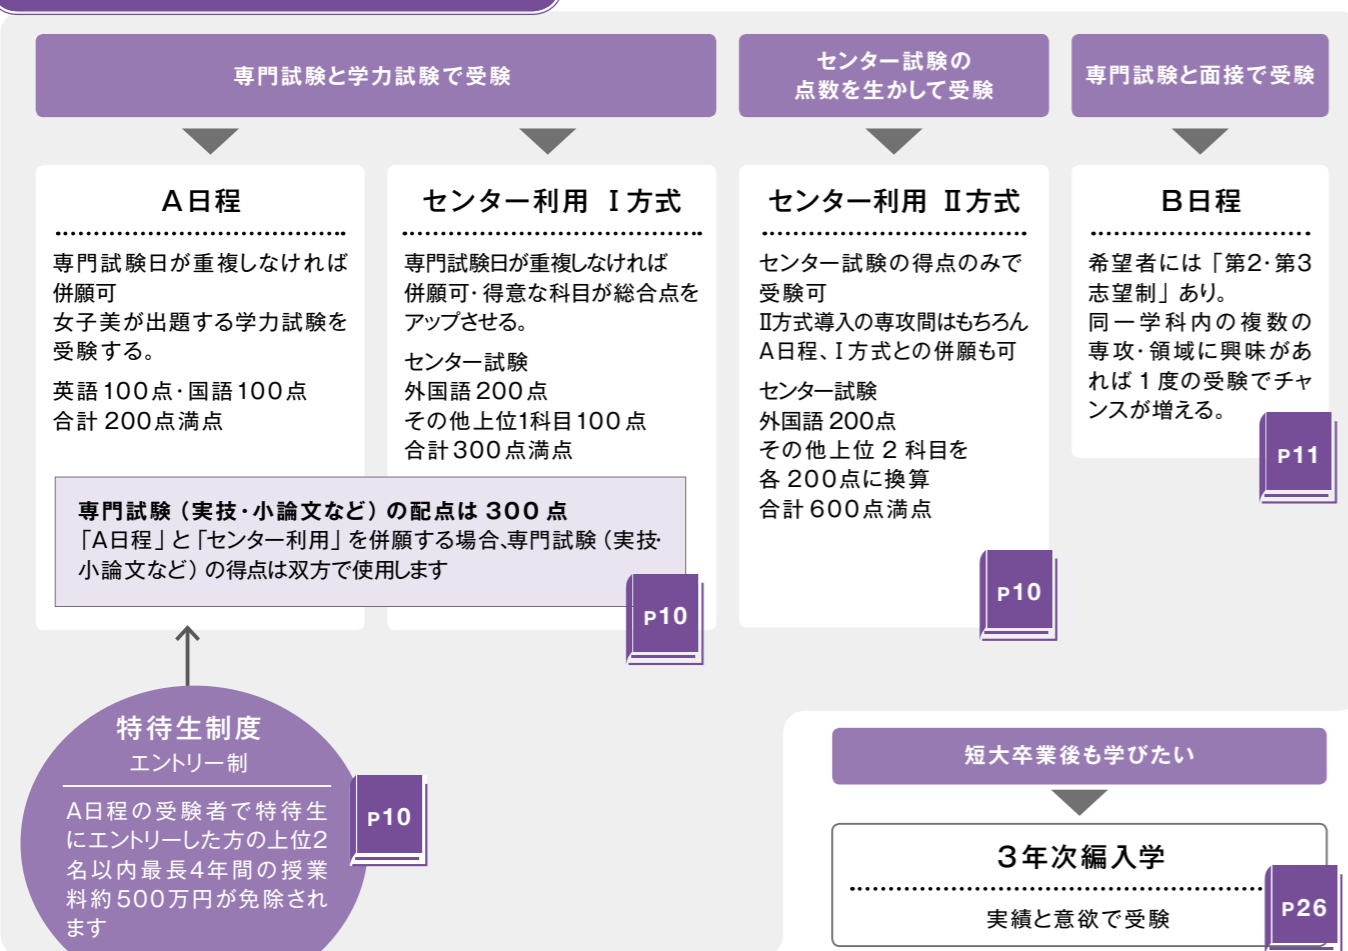 専門試験と学力試験で受験
A日程
専門試験日が重複しなければ
併願可
女子美が出題する学力試験を
受験する。
英語100点・国語100点
合計 200点満点
センター利用 Ⅰ方式
専門試験日が重複しなければ
併願可・得意な科目が総合点を
アップさせる。
センター試験
外国語200点
その他上位1科目100点
合計300点満点
専門試験（実技・小論文など）の配点は 300 点
「A日程」と「センター利用」を併願する場合、専門試験（実技・
小論文など）の得点は双方で使用します
P10
センター試験の
点数を生かして受験
センター利用 Ⅱ方式
センター試験の得点のみで
受験可
Ⅱ方式導入の専攻間はもちろん
A日程、Ⅰ方式との併願も可
センター試験
外国語 200点
その他上位 2 科目を
各 200点に換算
合計 600点満点
P10
専門試験と面接で受験
B日程
希望者には「第2・第3
志望制」あり。
同一学科内の複数の
専攻・領域に興味があ
れば 1 度の受験でチャ
ンスが増える。
P11
特待生制度
エントリー制
A日程の受験者で特待生
にエントリーした方の上位2
名以内最長4年間の授業
料約500万円が免除され
ます
P10
短大卒業後も学びたい
3年次編入学
実績と意欲で受験
P26